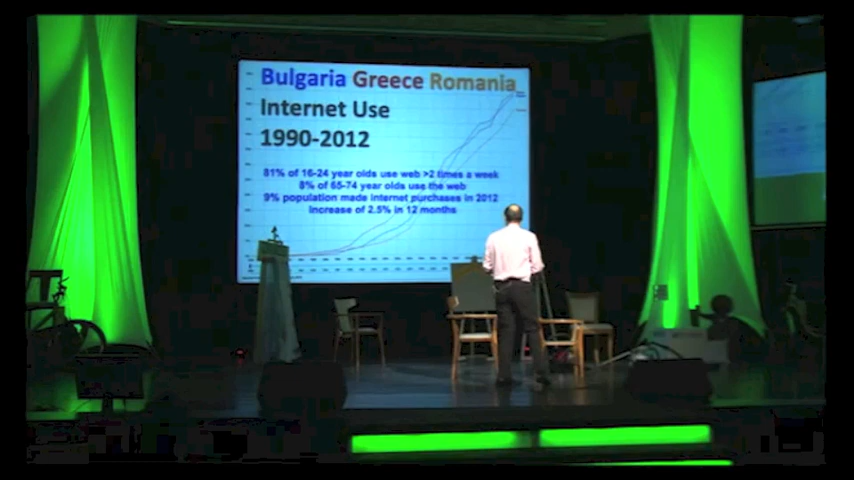 Bulgaria Greece Romania
Internet Use
1990-2012
81% of 16-24 year olds use web >2 times a week
8% of 65-74 year olds use the web
9% population made internet purchases in 2012
Increase of 2.5% in 12 months